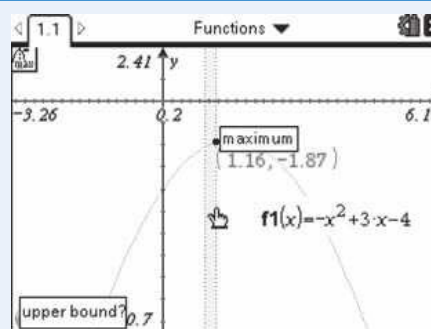 1.1
Functions
max
2.41 y
-3.26
0.2
6.1
maximum
(1.16, -1.87)
f1(x)=-x²+3·x-4
upper bound?
0.7